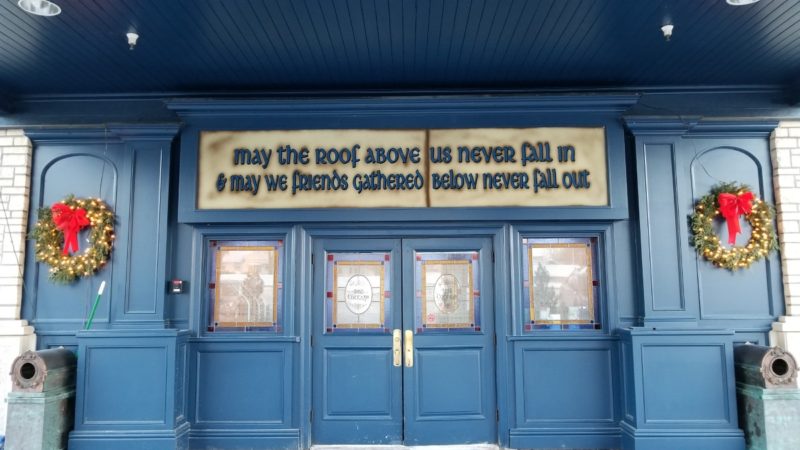 may the roof above us never fall in
& may we friends gathered below never fall out